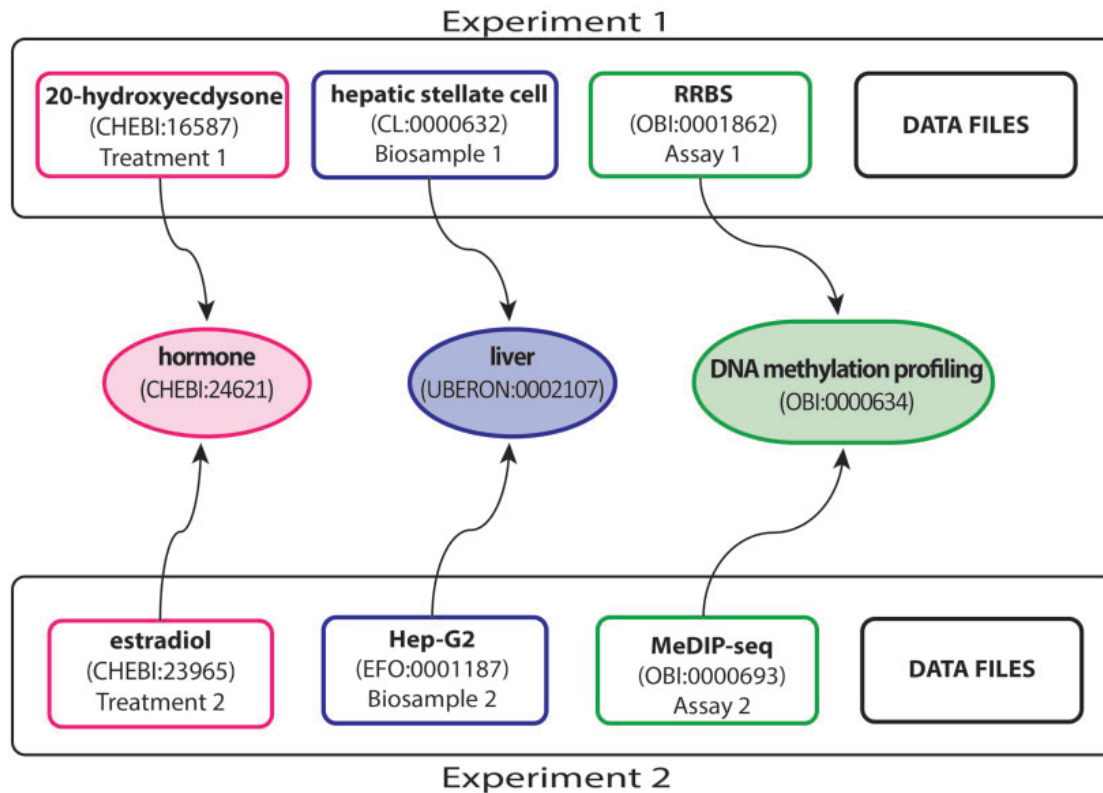 Experiment 1
20-hydroxyecdysone
(CHEBI:16587)
Treatment 1
hepatic stellate cell
(CL:0000632)
Biosample 1
RRBS
(OBI:0001862)
Assay 1
DATA FILES
hormone
(CHEBI:24621)
liver
(UBERON:0002107)
DNA methylation profiling
(OBI:0000634)
estradiol
(CHEBI:23965)
Treatment 2
Hep-G2
(EFO:0001187)
Biosample 2
MeDIP-seq
(OBI:0000693)
Assay 2
DATA FILES
Experiment 2